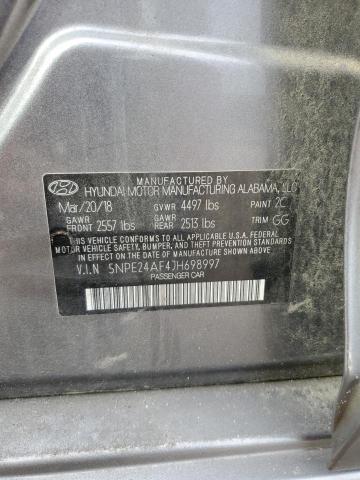 MANUFACTURED BY
HYUNDAI MOTOR MANUFACTURING ALABAMA, LLC
Mar/20/18 GVWR 4497 lbs PAINT 2C
GAWR FRONT 2557 lbs GAWR REAR 2513 lbs TRIM GG
THIS VEHICLE CONFORMS TO ALL APPLICABLE U.S.A FEDERAL
MOTOR VEHICLE SAFETY, BUMPER, AND THEFT PREVENTION
STANDARDS IN EFFECT ON THE DATE OF MANUFACTURE SHOWN ABOVE.
V.I.N 5NPE24AF4JH698997
PASSENGER CAR